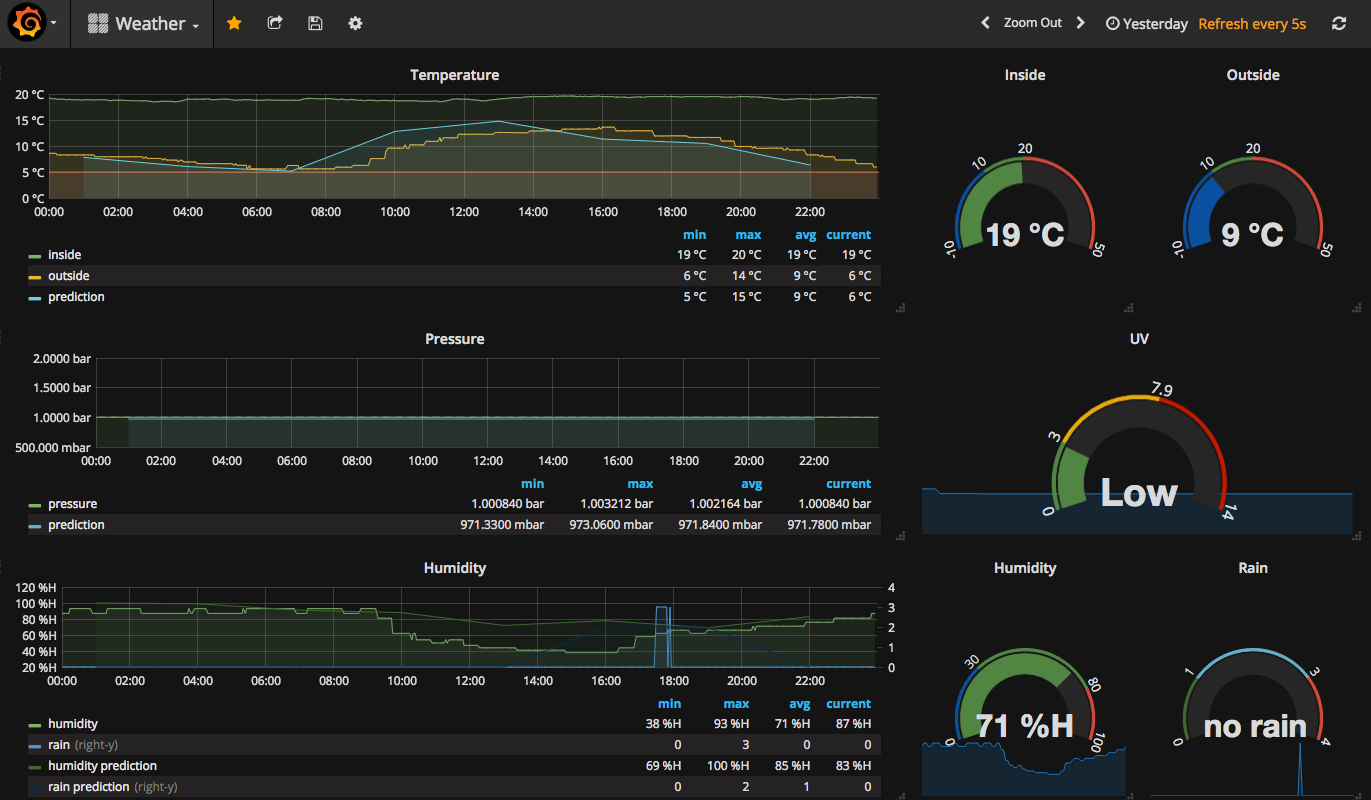 Weather
Zoom Out
Yesterday Refresh every 5s
Temperature
20 °C
15 °C
10 °C
5 °C
0 °C
00:00 02:00 04:00 06:00 08:00 10:00 12:00 14:00 16:00 18:00 20:00 22:00
min max avg current
inside 19 °C 20 °C 19 °C 19 °C
outside 6 °C 14 °C 9 °C 6 °C
prediction 5 °C 15 °C 9 °C 6 °C
Inside
-10 10 20 50
19 °C
Outside
-10 10 20 50
9 °C
Pressure
2.0000 bar
1.5000 bar
1.0000 bar
500.000 mbar
00:00 02:00 04:00 06:00 08:00 10:00 12:00 14:00 16:00 18:00 20:00 22:00
min max avg current
pressure 1.000840 bar 1.003212 bar 1.002164 bar 1.000840 bar
prediction 971.3300 mbar 973.0600 mbar 971.8400 mbar 971.7800 mbar
UV
0 3 7.9 14
Low
Humidity
120 %H 4
100 %H 3
80 %H 2
60 %H
40 %H 1
20 %H 0
00:00 02:00 04:00 06:00 08:00 10:00 12:00 14:00 16:00 18:00 20:00 22:00
min max avg current
humidity 38 %H 93 %H 71 %H 87 %H
rain (right-y) 0 3 0 0
humidity prediction 69 %H 100 %H 85 %H 83 %H
rain prediction (right-y) 0 2 1 0
Humidity
0 30 80 100
71 %H
Rain
0 1 3 4
no rain